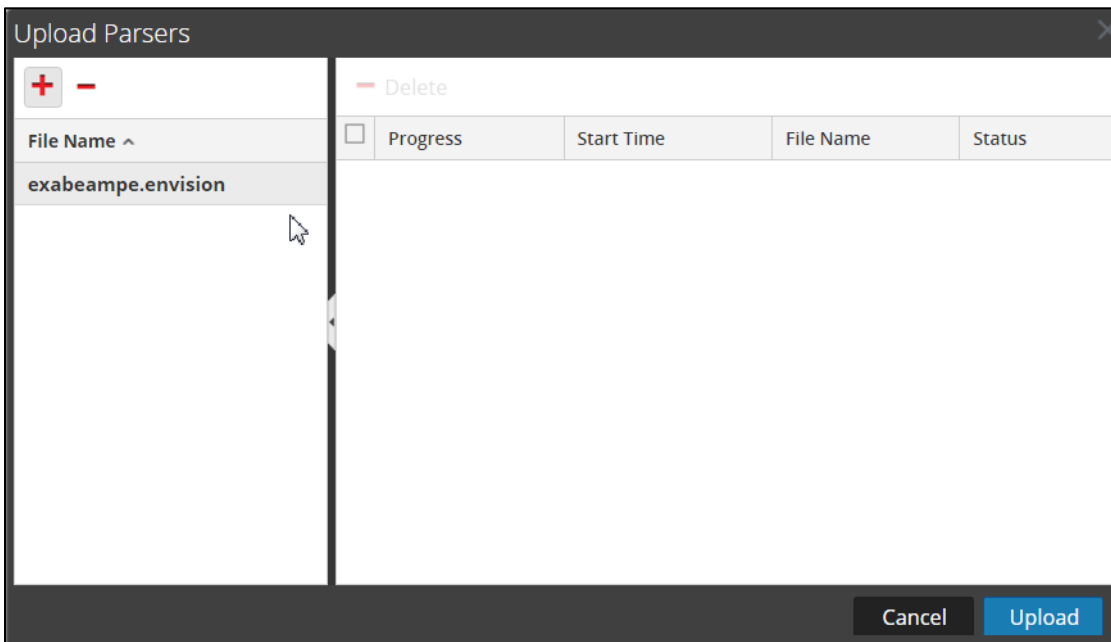 Upload Parsers
Delete
File Name
Progress Start Time File Name Status
exabeampe.envision
Cancel Upload